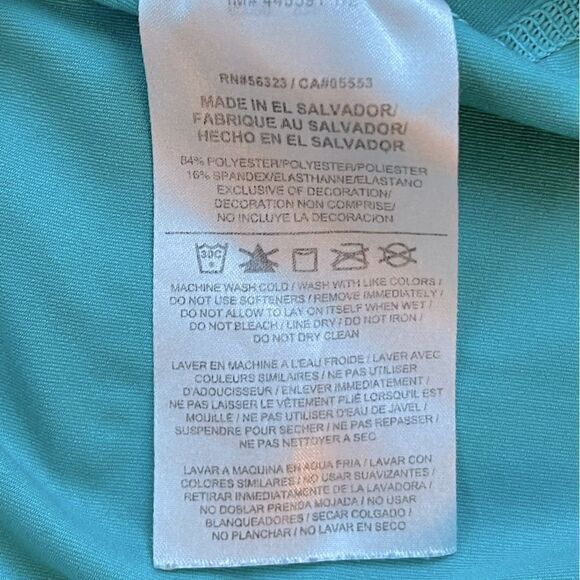 RN#56323 / CA#05553
MADE IN EL SALVADOR/
FABRIQUE AU SALVADOR/
HECHO EN EL SALVADOR
84% POLYESTER/POLYESTER/POLIESTER
16% SPANDEX/ELASTHANNE/ELASTANO
EXCLUSIVE OF DECORATION/
DECORATION NON COMPRISE/
NO INCLUYE LA DECORACION
30C
MACHINE WASH COLD / WASH WITH LIKE COLORS /
DO NOT USE SOFTENERS / REMOVE IMMEDIATELY /
DO NOT ALLOW TO LAY ON ITSELF WHEN WET /
DO NOT BLEACH / LINE DRY / DO NOT IRON /
DO NOT DRY CLEAN
LAVER EN MACHINE A L'EAU FROIDE / LAVER AVEC
COULEURS SIMILAIRES / NE PAS UTILISER
D'ADOUCISSEUR / ENLEVER IMMEDIATEMENT /
NE PAS LAISSER LE VÊTEMENT PLIÉ LORSQU'IL EST
MOUILLÉ / NE PAS UTILISER D'EAU DE JAVEL /
SUSPENDRE POUR SECHER / NE PAS REPASSER /
NE PAS NETTOYER A SEC
LAVAR A MAQUINA EN AGUA FRIA / LAVAR CON
COLORES SIMILARES / NO USAR SUAVIZANTES /
RETIRAR INMEDIATAMENTE DE LA LAVADORA /
NO DOBLAR PRENDA MOJADA / NO USAR
BLANQUEADORES / SECAR COLGADO /
NO PLANCHAR / NO LAVAR EN SECO